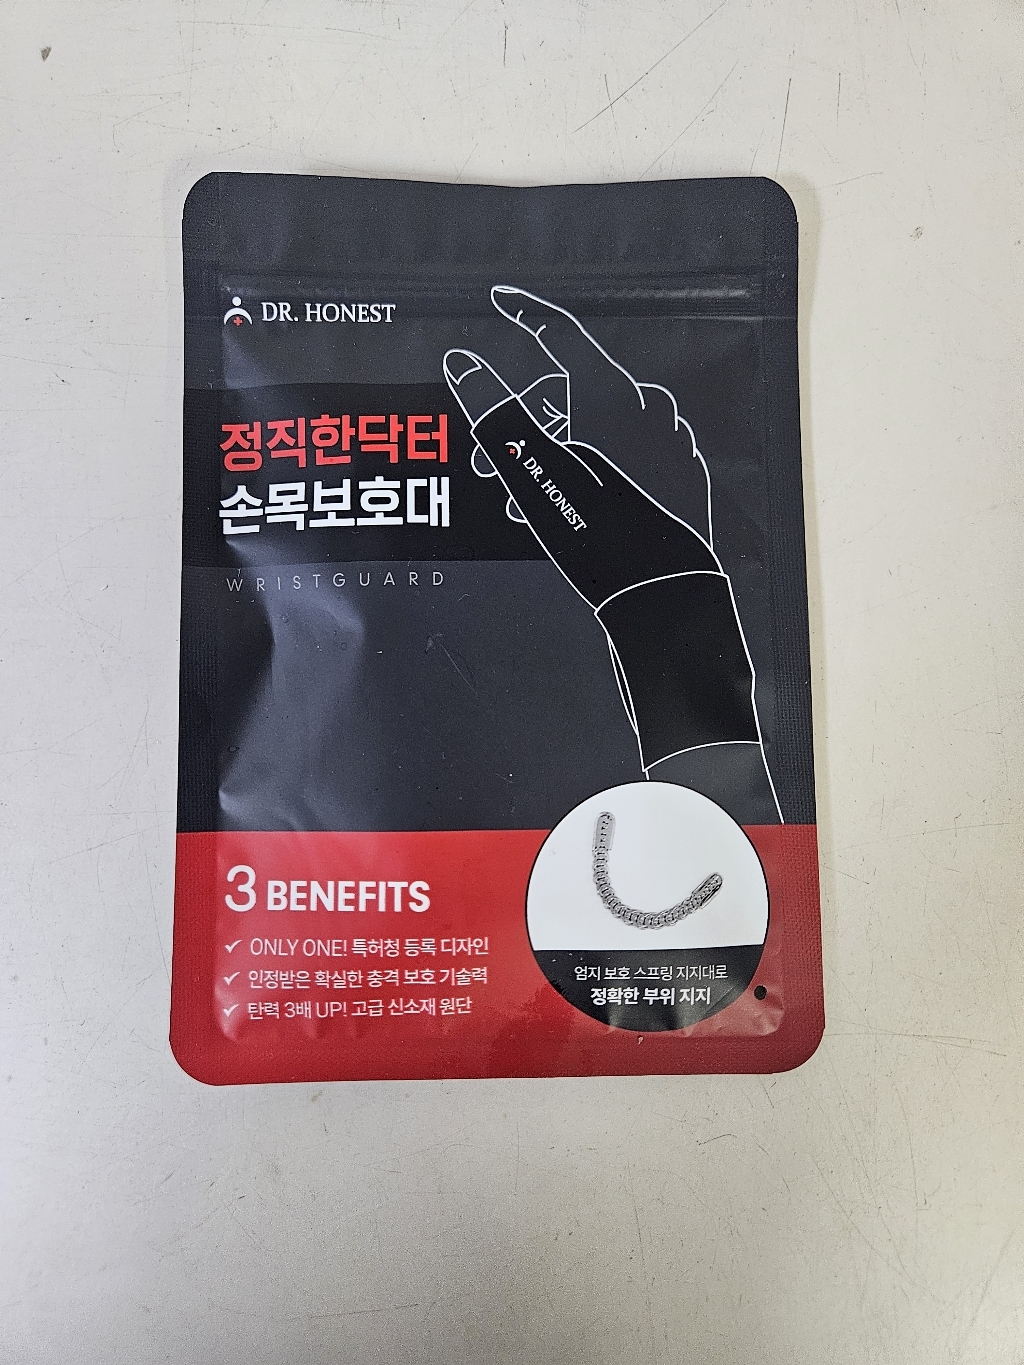 DR. HONEST
정직한닥터
손목보호대
WRISTGUARD
DR. HONEST
3 BENEFITS
✓ ONLY ONE! 특허청 등록 디자인
✓ 인정받은 확실한 충격 보호 기술력
✓ 탄력 3배 UP! 고급 신소재 원단
엄지 보호 스프링 지지대로
정확한 부위 지지